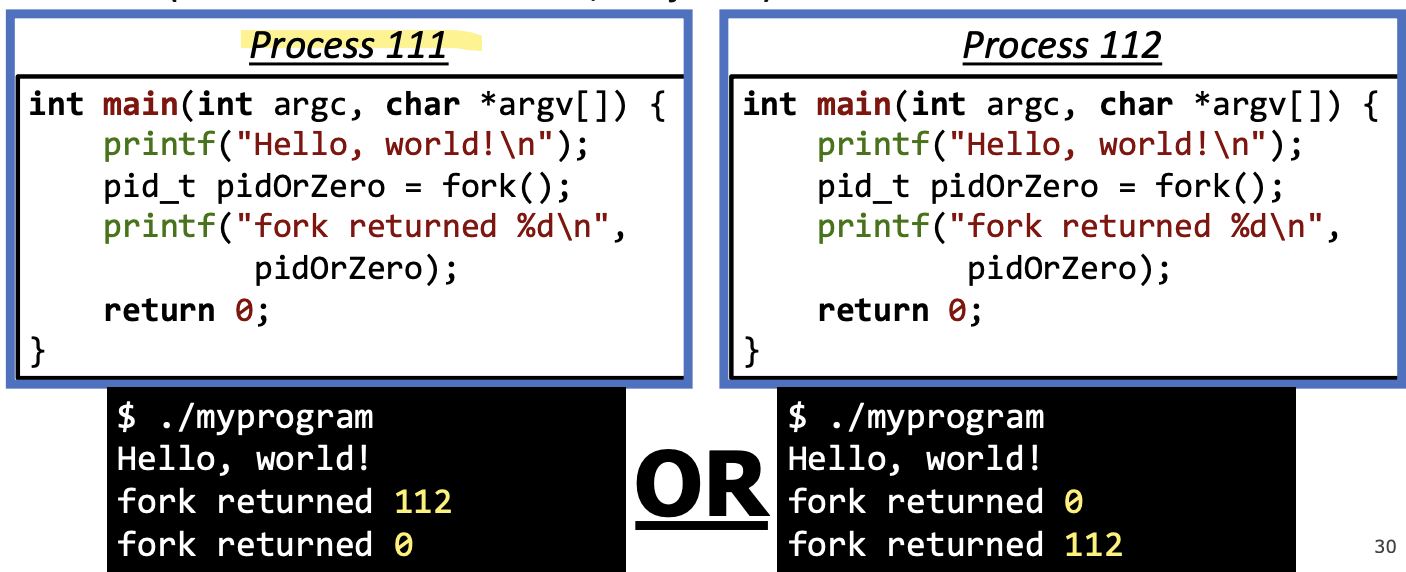 Process 111
int main(int argc, char *argv[]) {
    printf("Hello, world!\n");
    pid_t pidOrZero = fork();
    printf("fork returned %d\n",
            pidOrZero);
    return 0;
}
Process 112
int main(int argc, char *argv[]) {
    printf("Hello, world!\n");
    pid_t pidOrZero = fork();
    printf("fork returned %d\n",
            pidOrZero);
    return 0;
}
$ ./myprogram
Hello, world!
fork returned 112
fork returned 0
OR
$ ./myprogram
Hello, world!
fork returned 0
fork returned 112
30